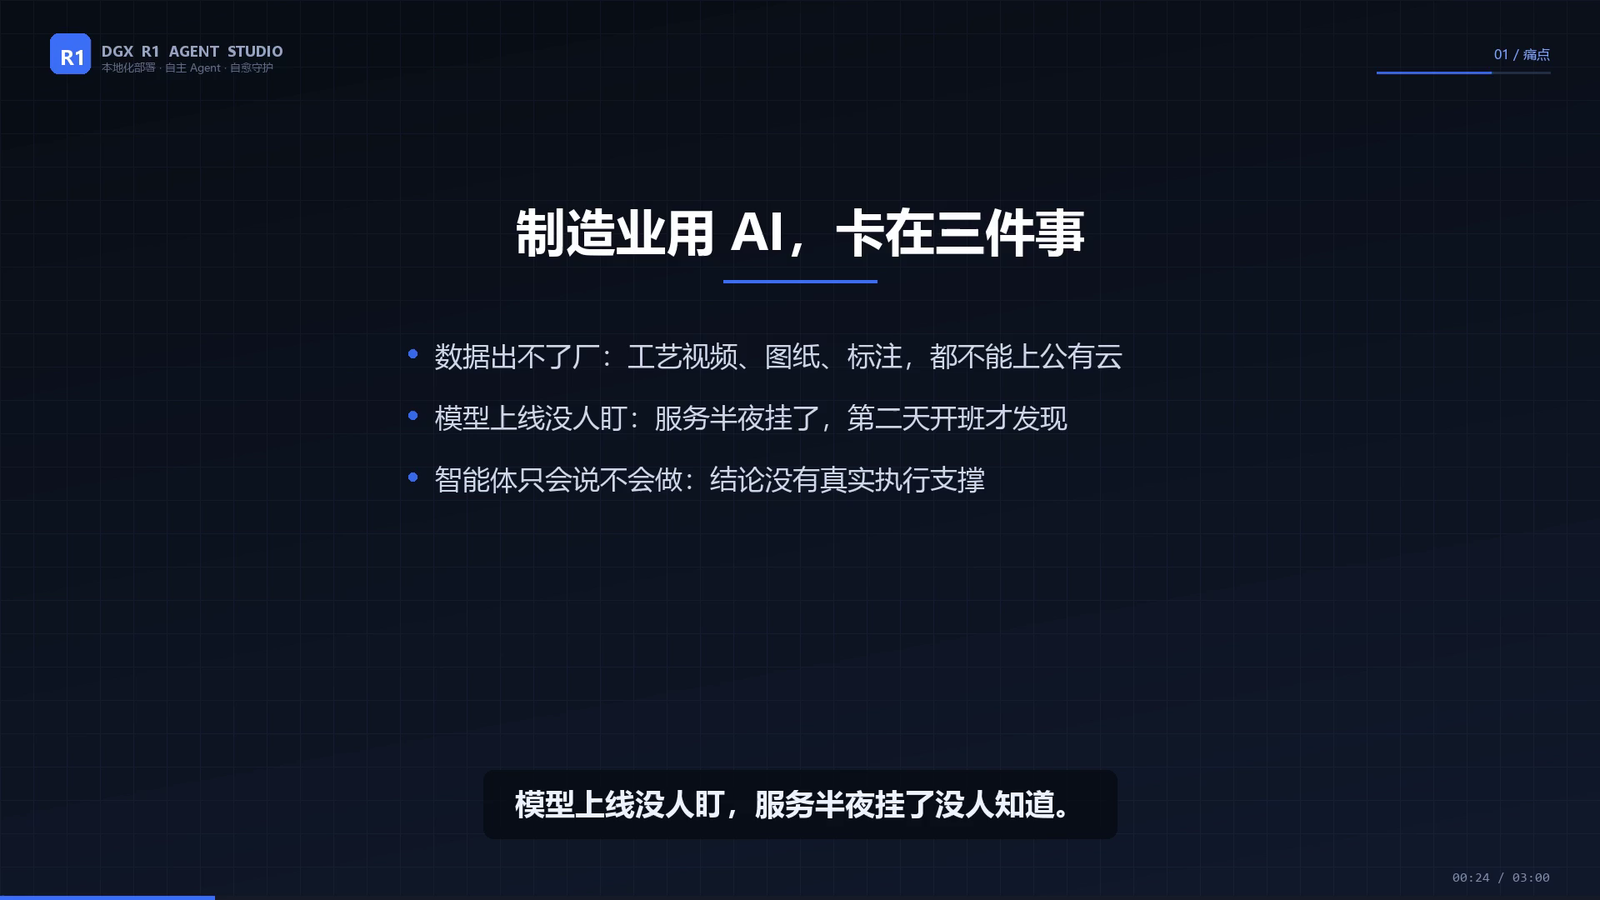 R1
DGX R1 AGENT STUDIO
本地化部署 · 自主 Agent · 自愈守护
01 / 痛点
制造业用 AI，卡在三件事
数据出不了厂：工艺视频、图纸、标注，都不能上公有云
模型上线没人盯：服务半夜挂了，第二天开班才发现
智能体只会说不会做：结论没有真实执行支撑
模型上线没人盯，服务半夜挂了没人知道。
00:24 / 03:00